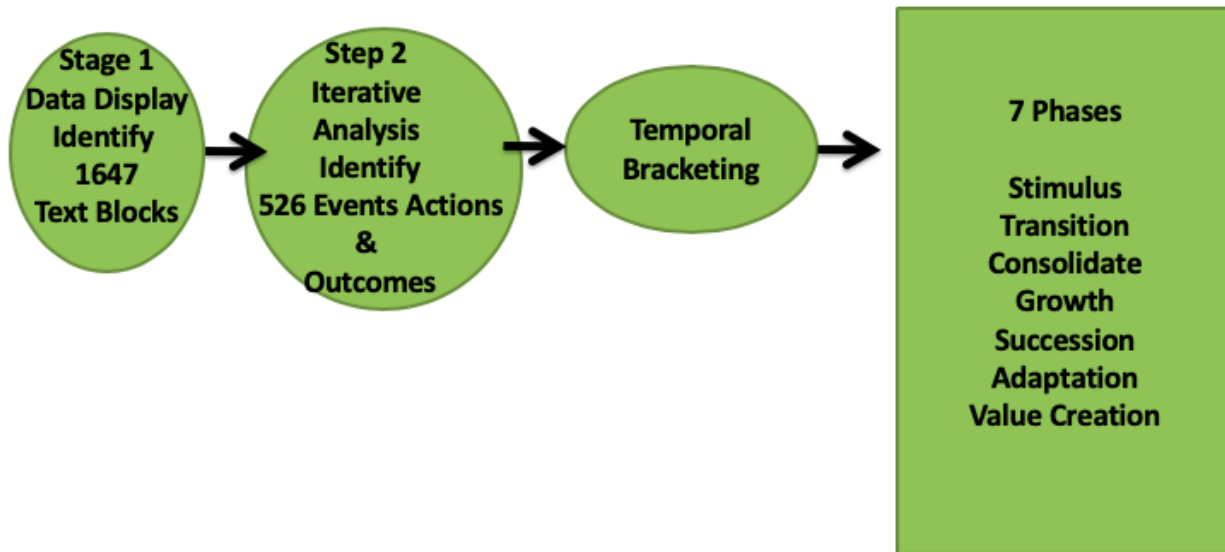 Stage 1
Data Display
Identify
1647
Text Blocks
Step 2
Iterative
Analysis
Identify
526 Events Actions
&
Outcomes
Temporal
Bracketing
7 Phases
Stimulus
Transition
Consolidate
Growth
Succession
Adaptation
Value Creation